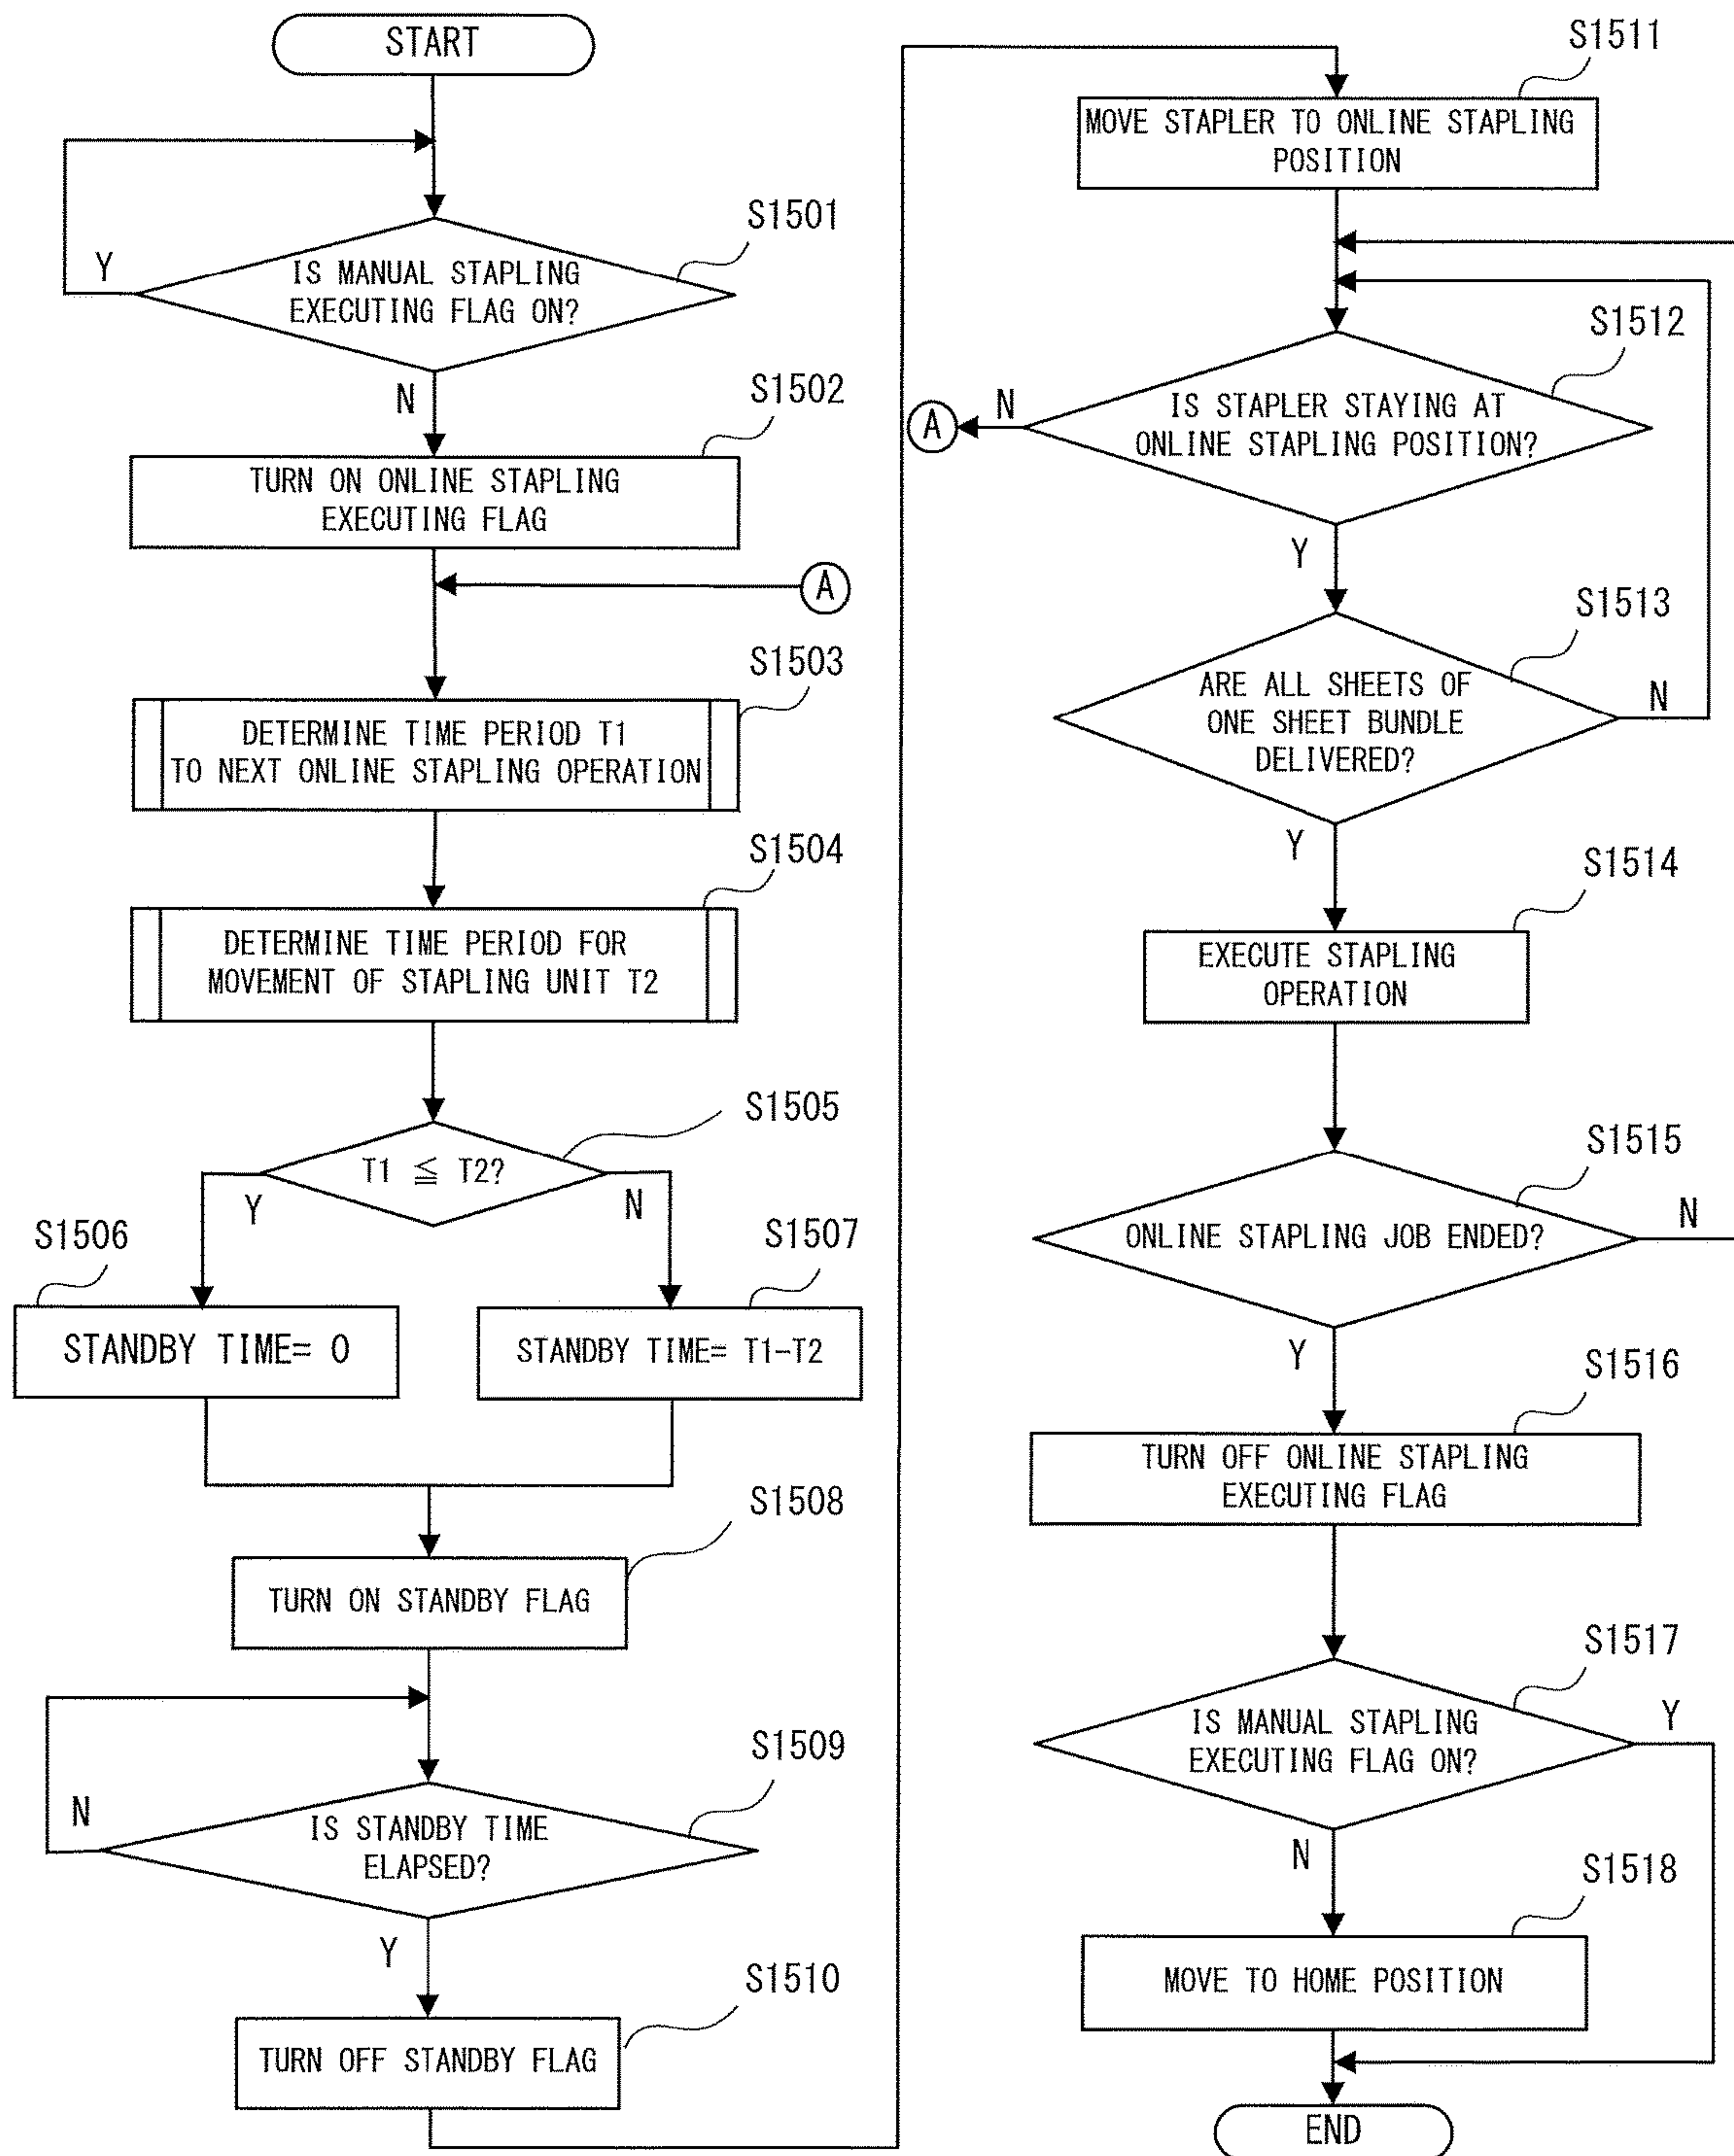 START
S1501
Y
IS MANUAL STAPLING
EXECUTING FLAG ON?
N
S1502
TURN ON ONLINE STAPLING
EXECUTING FLAG
A
S1503
DETERMINE TIME PERIOD T1
TO NEXT ONLINE STAPLING OPERATION
S1504
DETERMINE TIME PERIOD FOR
MOVEMENT OF STAPLING UNIT T2
S1505
T1 ≦ T2?
Y
N
S1506
S1507
STANDBY TIME= 0
STANDBY TIME= T1-T2
S1508
TURN ON STANDBY FLAG
S1509
N
IS STANDBY TIME
ELAPSED?
Y
S1510
TURN OFF STANDBY FLAG
S1511
MOVE STAPLER TO ONLINE STAPLING
POSITION
S1512
A
N
IS STAPLER STAYING AT
ONLINE STAPLING POSITION?
Y
S1513
ARE ALL SHEETS OF
ONE SHEET BUNDLE
DELIVERED?
N
Y
S1514
EXECUTE STAPLING
OPERATION
S1515
ONLINE STAPLING JOB ENDED?
N
Y
S1516
TURN OFF ONLINE STAPLING
EXECUTING FLAG
S1517
IS MANUAL STAPLING
EXECUTING FLAG ON?
Y
N
S1518
MOVE TO HOME POSITION
END